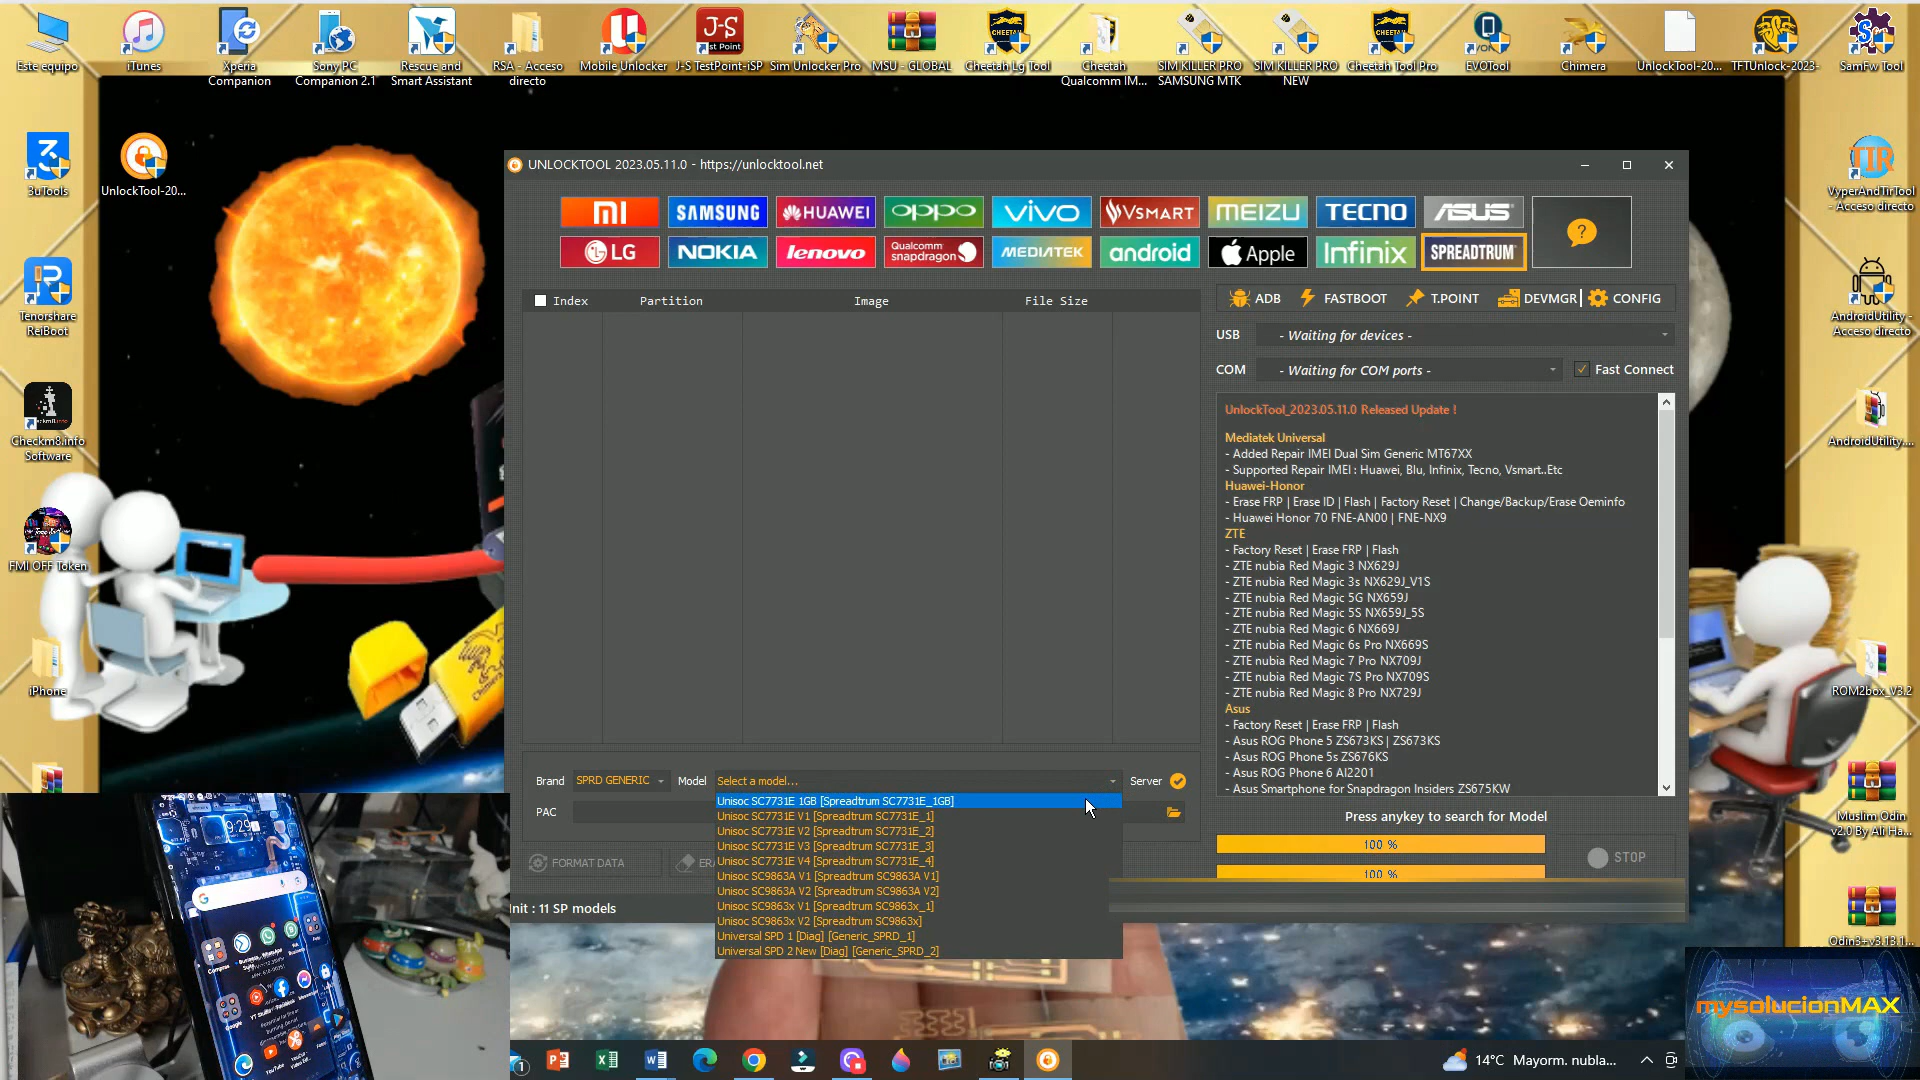 Este equipo
iTunes
Xperia
Companion
Sony PC
Companion 2.1
Rescue and
Smart Assistant
RSA - Acceso
directo
Mobile Unlocker
J-S
st Point
J-S TestPoint-iSP
Sim Unlocker Pro
MSU - GLOBAL
CHEETAH
Cheetah Lg Tool
Cheetah
Qualcomm IM...
SIM KILLER PRO
SAMSUNG MTK
SIM KILLER PRO
NEW
CHEETAH
Cheetah Tool Pro
EVOTool
Chimera
UnlockTool-20...
TFTUnlock-2023-
SamFw Tool
3uTools
UnlockTool-20...
Tenorshare
ReiBoot
Checkm8.info
Software
FMI OFF Token
iPhone
VyperAndTirTool
- Acceso directo
AndroidUtility -
Acceso directo
AndroidUtility....
ROM2box_V3.2
Muslim Odin
v2.0 By Ali Ha...
Odin3+v3.13.1...
UNLOCKTOOL 2023.05.11.0 - https://unlocktool.net
MI
SAMSUNG
HUAWEI
oppo
vivo
VSMART
MEIZU
TECNO
ASUS
?
LG
NOKIA
lenovo
Qualcomm
snapdragon
MEDIATEK
android
Apple
Infinix
SPREADTRUM
Index
Partition
Image
File Size
ADB
FASTBOOT
T.POINT
DEVMGR
CONFIG
USB
- Waiting for devices -
COM
- Waiting for COM ports -
Fast Connect
UnlockTool_2023.05.11.0 Released Update !
Mediatek Universal
- Added Repair IMEI Dual Sim Generic MT67XX
- Supported Repair IMEI : Huawei, Blu, Infinix, Tecno, Vsmart..Etc
Huawei-Honor
- Erase FRP | Erase ID | Flash | Factory Reset | Change/Backup/Erase Oeminfo
- Huawei Honor 70 FNE-AN00 | FNE-NX9
ZTE
- Factory Reset | Erase FRP | Flash
- ZTE nubia Red Magic 3 NX629J
- ZTE nubia Red Magic 3s NX629J_V1S
- ZTE nubia Red Magic 5G NX659J
- ZTE nubia Red Magic 5S NX659J_5S
- ZTE nubia Red Magic 6 NX669J
- ZTE nubia Red Magic 6s Pro NX669S
- ZTE nubia Red Magic 7 Pro NX709J
- ZTE nubia Red Magic 7S Pro NX709S
- ZTE nubia Red Magic 8 Pro NX729J
Asus
- Factory Reset | Erase FRP | Flash
- Asus ROG Phone 5 ZS673KS | ZS673KS
- Asus ROG Phone 5s ZS676KS
- Asus ROG Phone 6 AI2201
- Asus Smartphone for Snapdragon Insiders ZS675KW
Brand
SPRD GENERIC
Model
Select a model...
Server
PAC
Unisoc SC7731E 1GB [Spreadtrum SC7731E_1GB]
Unisoc SC7731E V1 [Spreadtrum SC7731E_1]
Unisoc SC7731E V2 [Spreadtrum SC7731E_2]
Unisoc SC7731E V3 [Spreadtrum SC7731E_3]
Unisoc SC7731E V4 [Spreadtrum SC7731E_4]
Unisoc SC9863A V1 [Spreadtrum SC9863A V1]
Unisoc SC9863A V2 [Spreadtrum SC9863A V2]
Unisoc SC9863x V1 [Spreadtrum SC9863x_1]
Unisoc SC9863x V2 [Spreadtrum SC9863x]
Universal SPD 1 [Diag] [Generic_SPRD_1]
Universal SPD 2 New [Diag] [Generic_SPRD_2]
FORMAT DATA
ER
Press anykey to search for Model
100 %
100 %
STOP
Init : 11 SP models
9:29
Google
YouTube
mysolucionMAX
1
14°C
Mayorm. nubla...